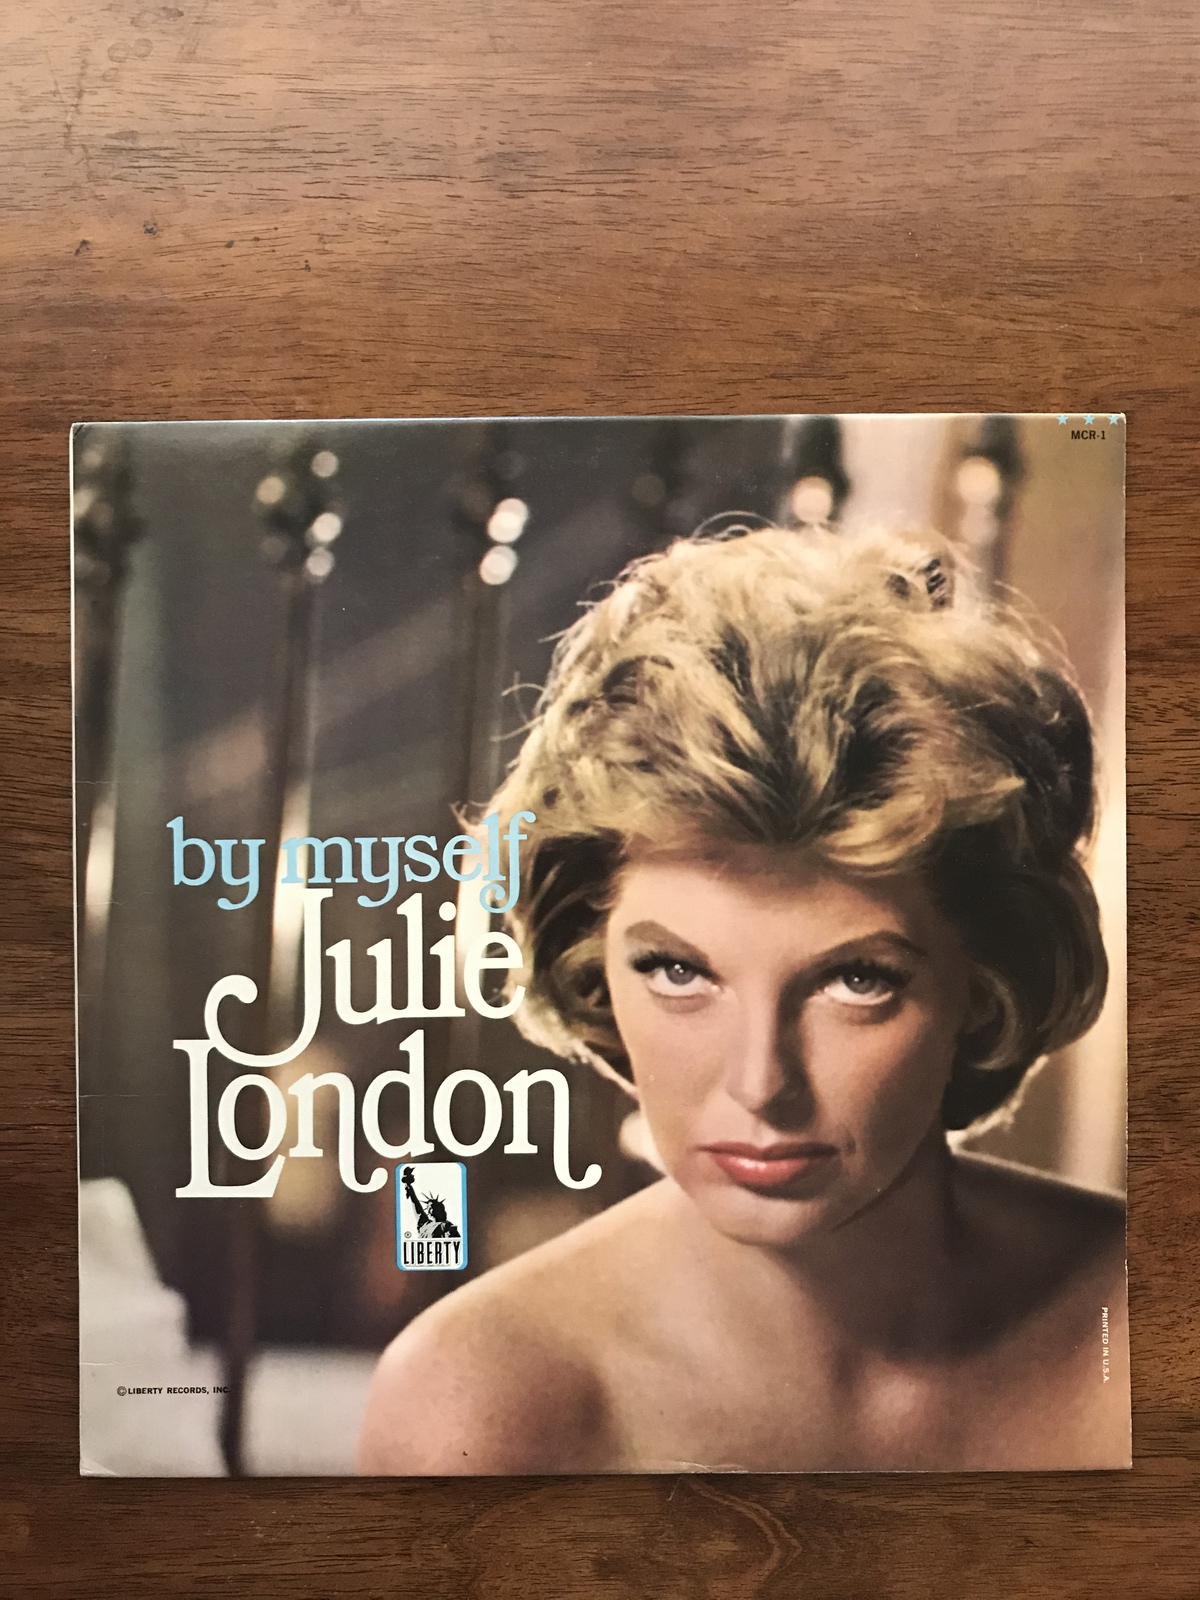 ★ ★ ★
MCR-1
by myself
Julie
London
®
LIBERTY
PRINTED IN U.S.A.
© LIBERTY RECORDS, INC.